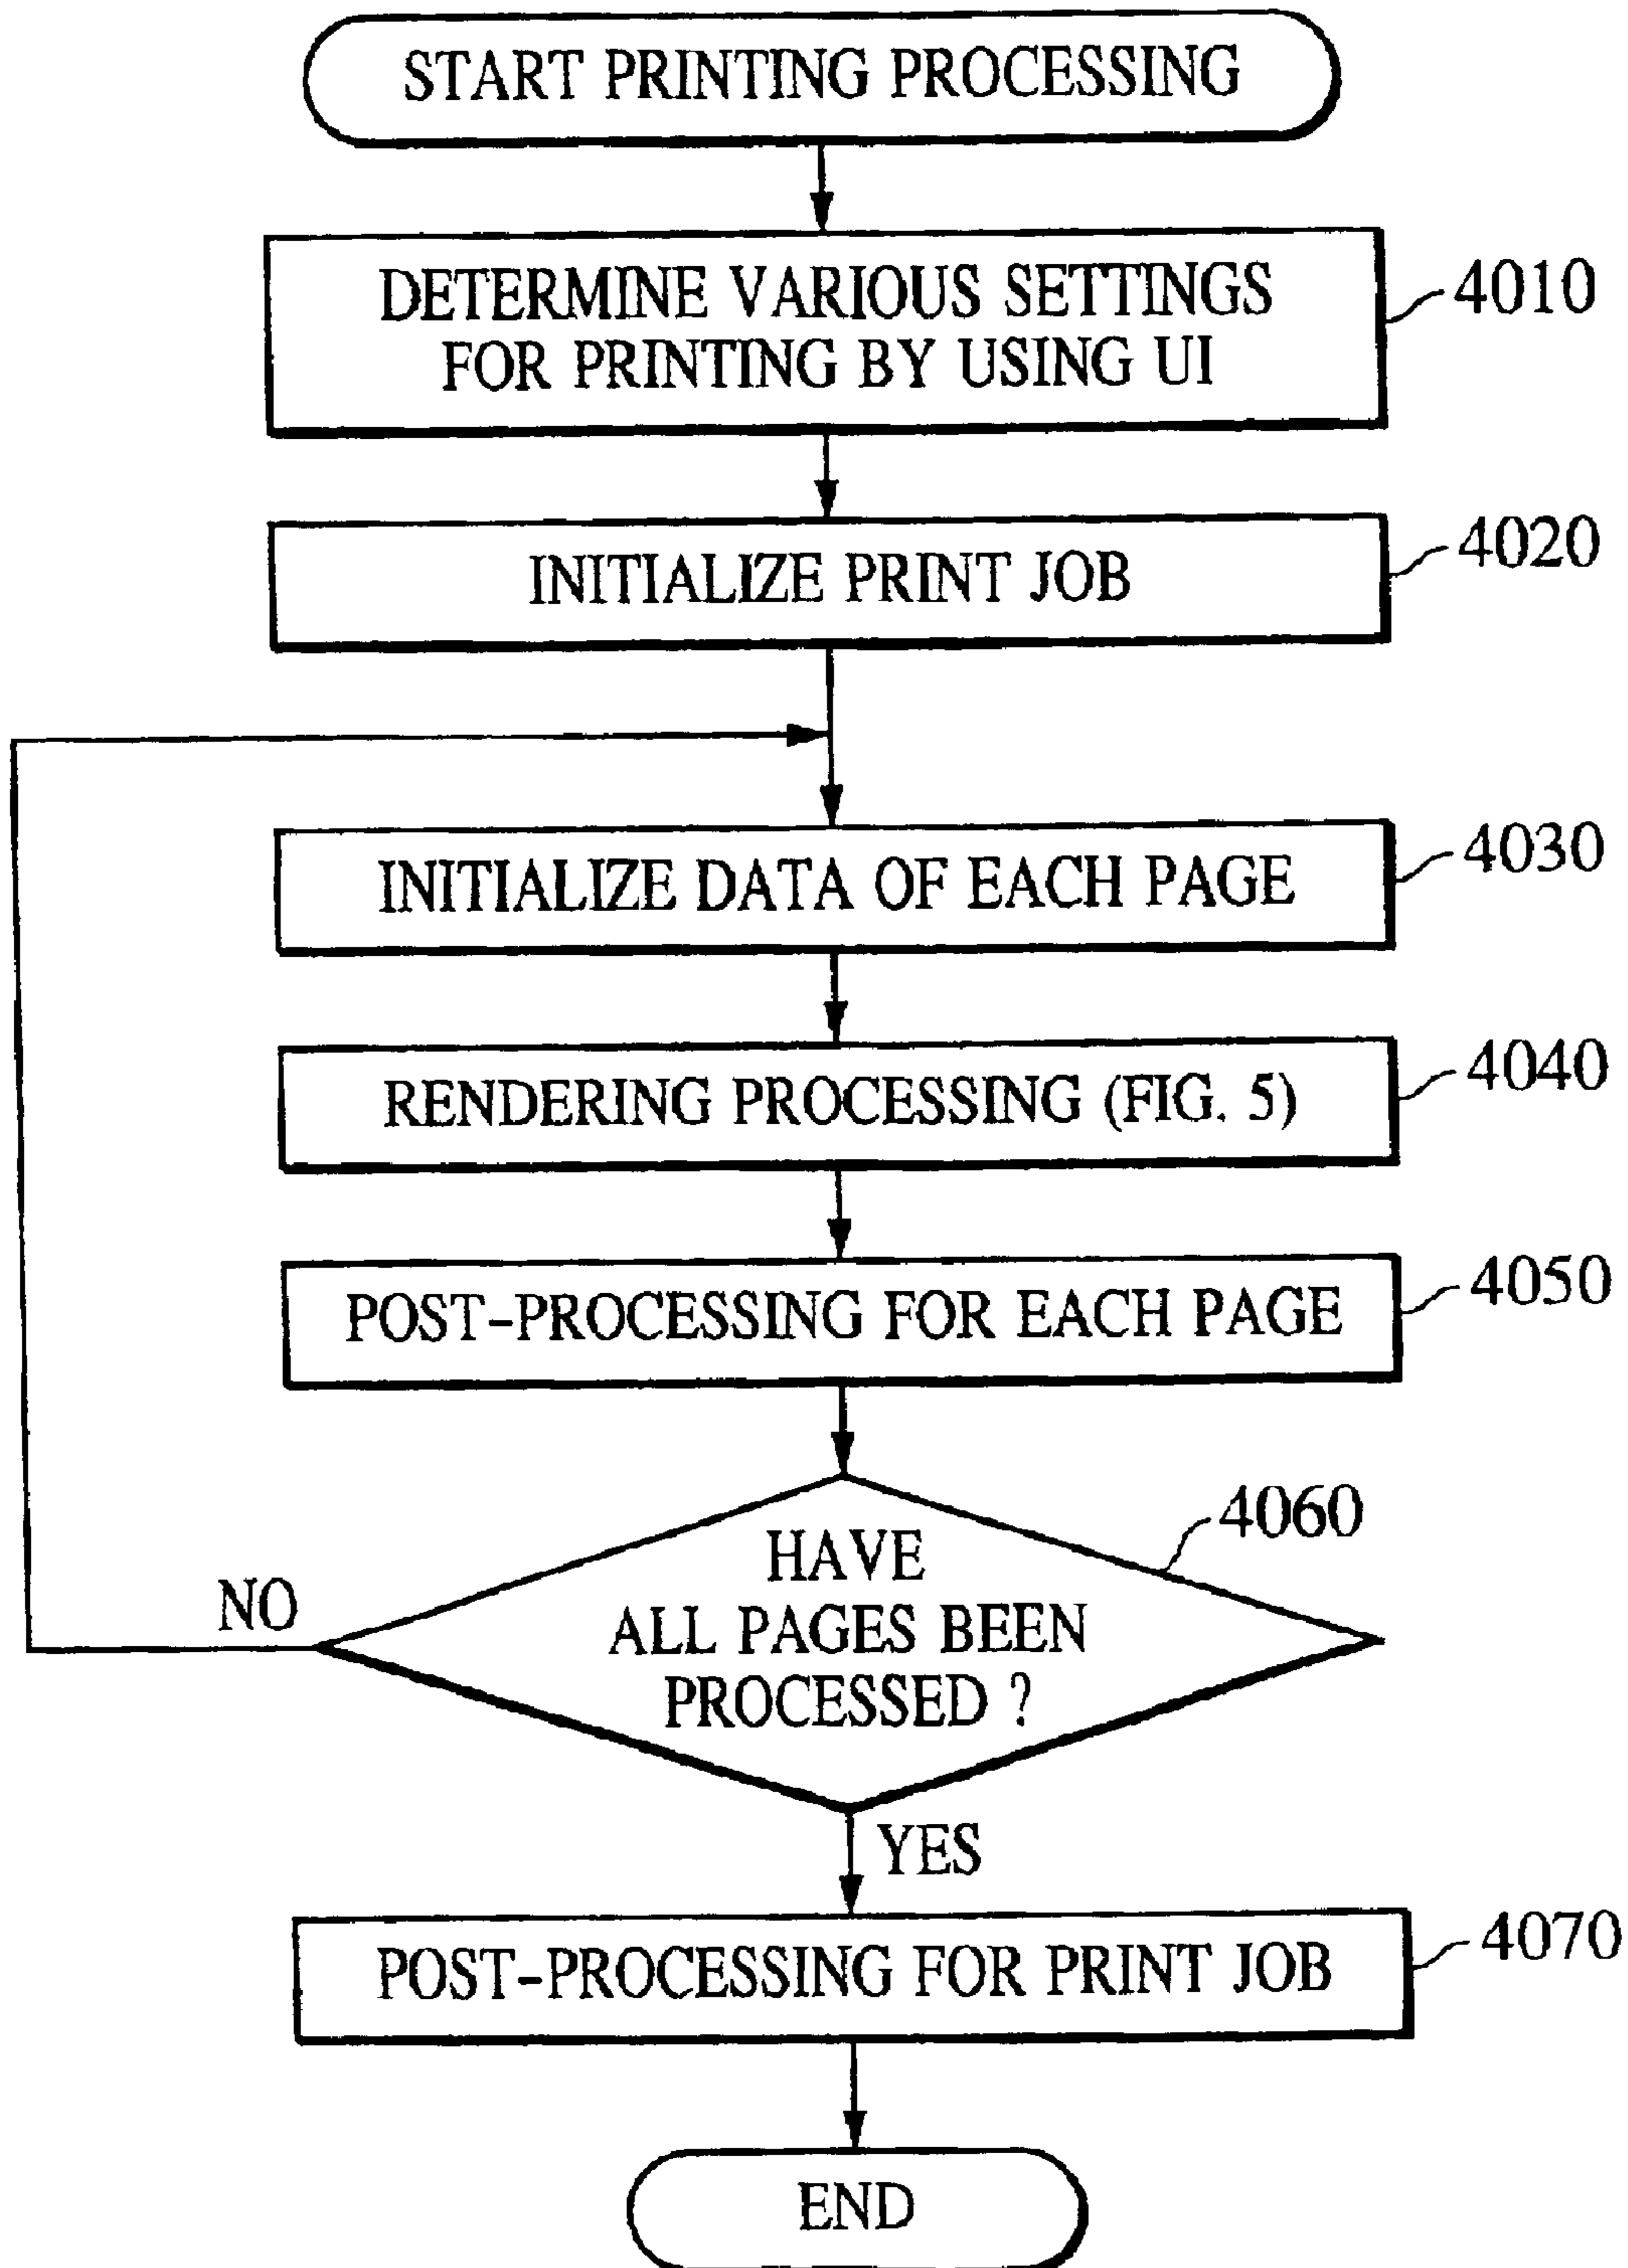 START PRINTING PROCESSING
DETERMINE VARIOUS SETTINGS
FOR PRINTING BY USING UI
4010
INITIALIZE PRINT JOB
4020
INITIALIZE DATA OF EACH PAGE
4030
RENDERING PROCESSING (FIG. 5)
4040
POST-PROCESSING FOR EACH PAGE
4050
HAVE
ALL PAGES BEEN
PROCESSED ?
4060
NO
YES
POST-PROCESSING FOR PRINT JOB
4070
END